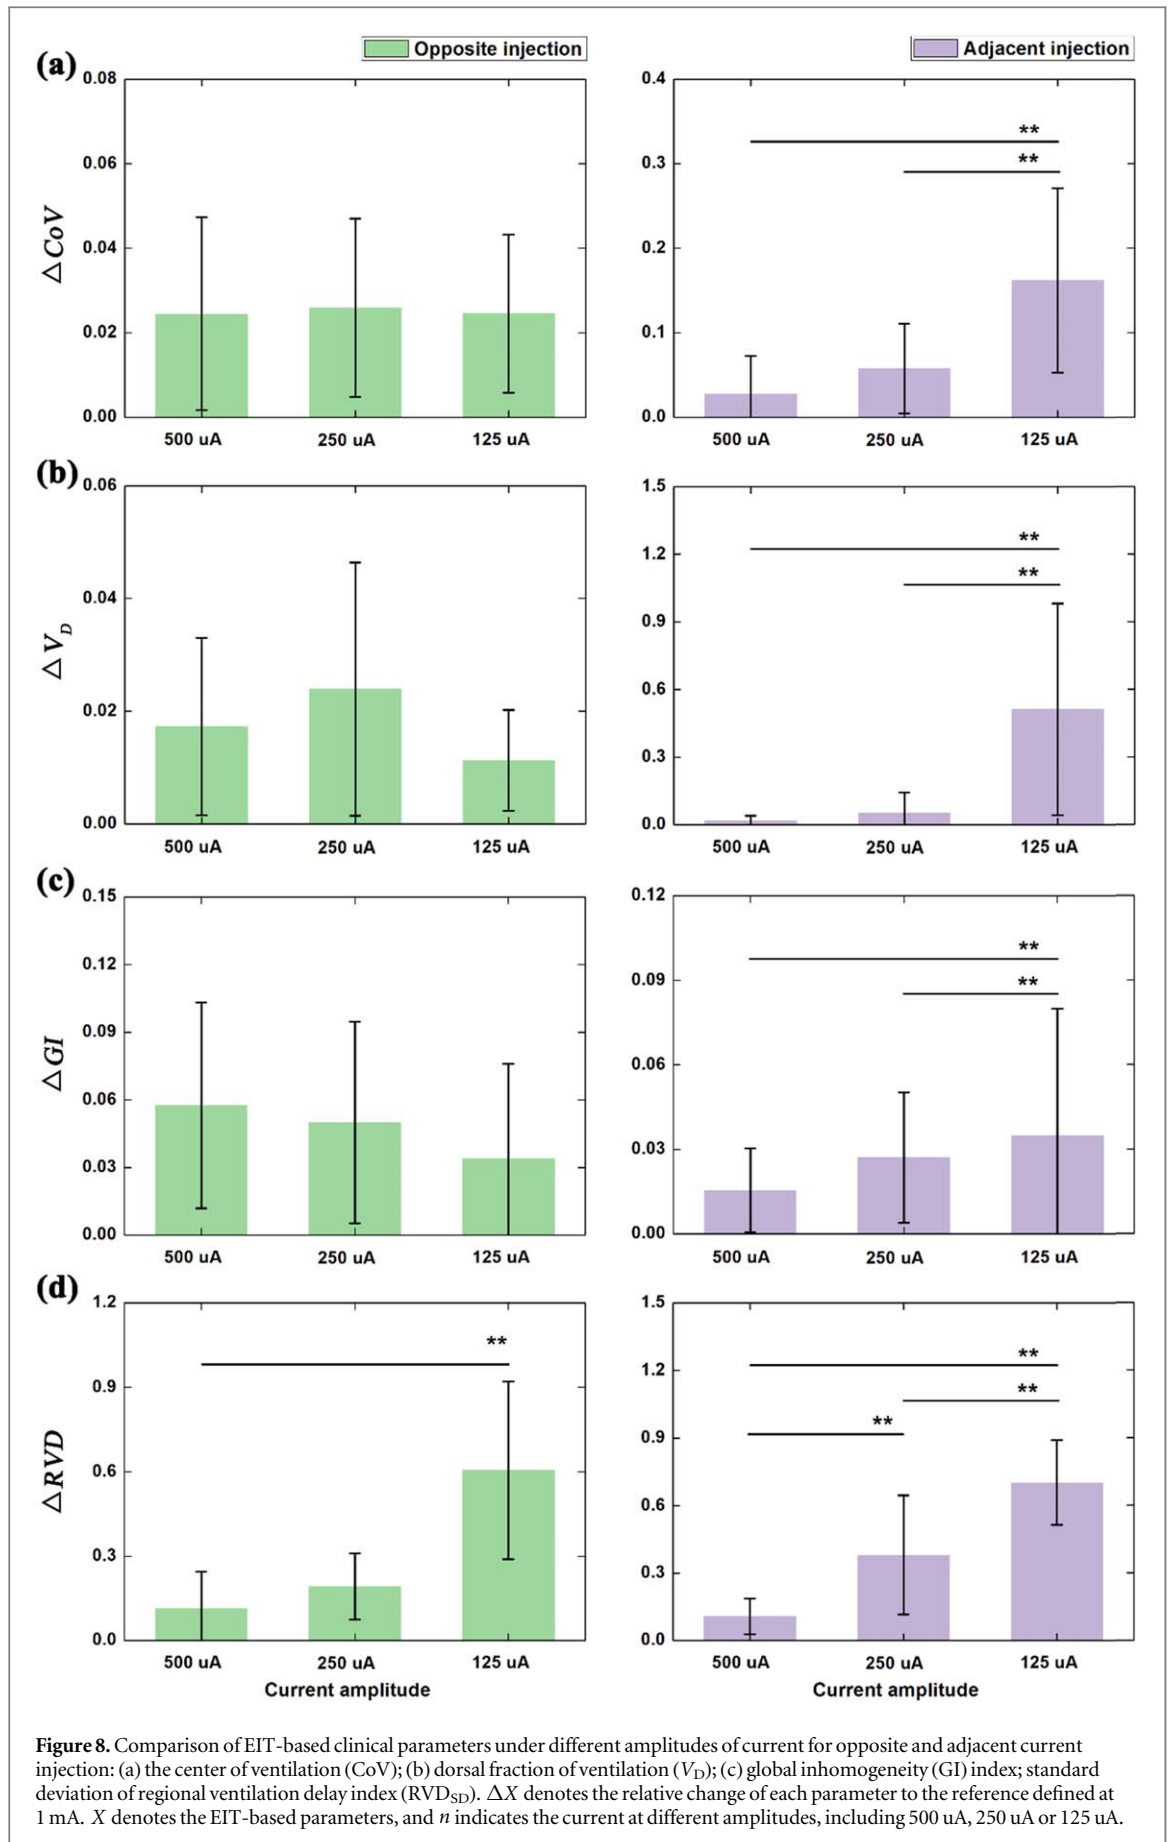 (a)
Opposite injection
Adjacent injection
△CoV
0.08
0.06
0.04
0.02
0.00
500 uA 250 uA 125 uA
0.4
0.3
0.2
0.1
0.0
**
**
500 uA 250 uA 125 uA
(b)
△V_D
0.06
0.04
0.02
0.00
500 uA 250 uA 125 uA
1.5
1.2
0.9
0.6
0.3
0.0
**
**
500 uA 250 uA 125 uA
(c)
△GI
0.15
0.12
0.09
0.06
0.03
0.00
500 uA 250 uA 125 uA
0.12
0.09
0.06
0.03
0.00
**
**
500 uA 250 uA 125 uA
(d)
△RVD
1.2
0.9
0.6
0.3
0.0
**
500 uA 250 uA 125 uA
Current amplitude
1.5
1.2
0.9
0.6
0.3
0.0
**
**
**
500 uA 250 uA 125 uA
Current amplitude
Figure 8. Comparison of EIT-based clinical parameters under different amplitudes of current for opposite and adjacent current
injection: (a) the center of ventilation (CoV); (b) dorsal fraction of ventilation (V_D); (c) global inhomogeneity (GI) index; standard
deviation of regional ventilation delay index (RVD_SD). ΔX denotes the relative change of each parameter to the reference defined at
1 mA. X denotes the EIT-based parameters, and n indicates the current at different amplitudes, including 500 uA, 250 uA or 125 uA.